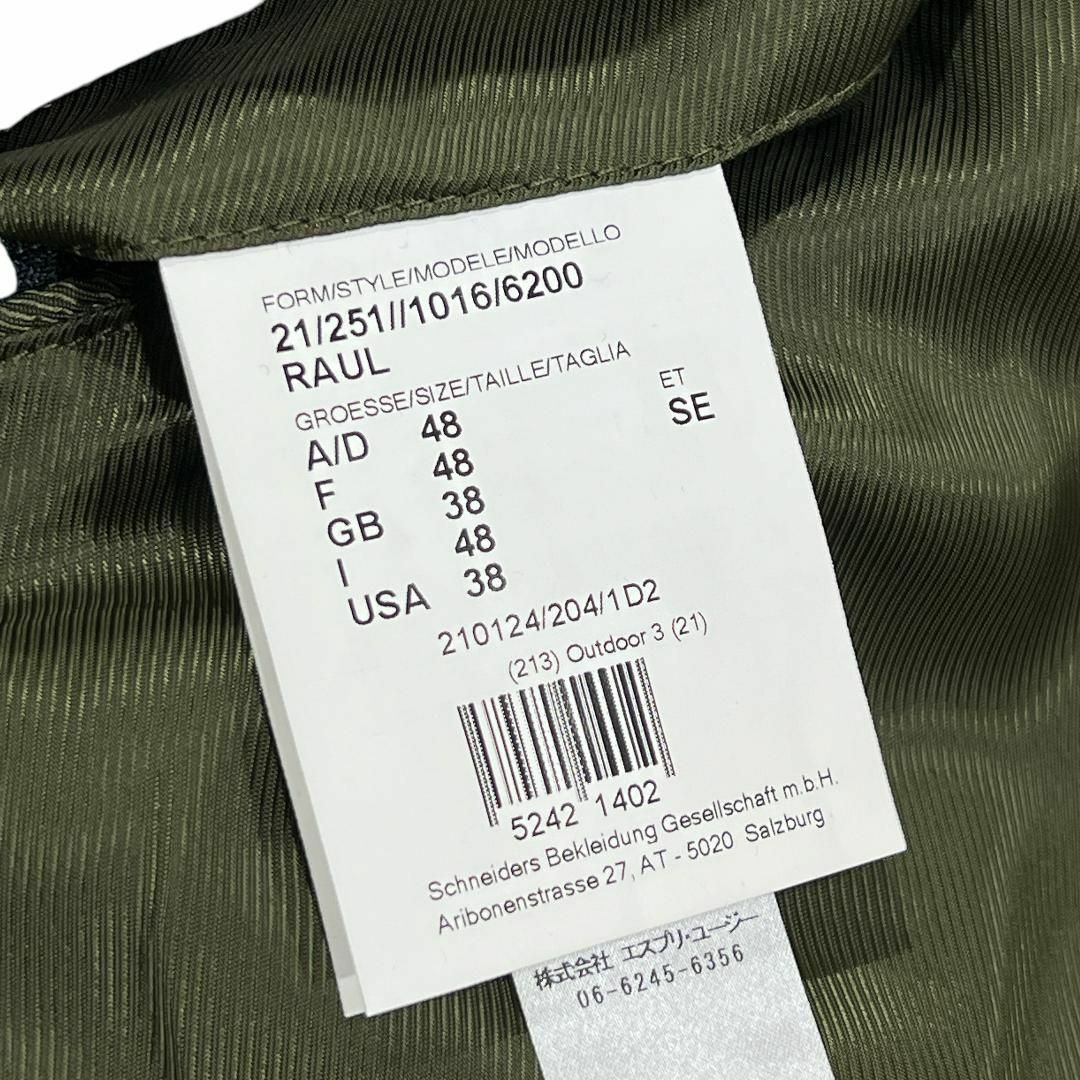 FORM/STYLE/MODELE/MODELLO
21/251//1016/6200
RAUL
GROESSE/SIZE/TAILLE/TAGLIA ET
A/D 48 SE
F 48
GB 38
I 48
USA 38
210124/204/1D2
(213) Outdoor 3 (21)
5242 1402
Schneiders Bekleidung Gesellschaft m.b.H.
Aribonenstrasse 27, AT - 5020 Salzburg
株式会社 エスプリ・ユージー
06-6245-6356